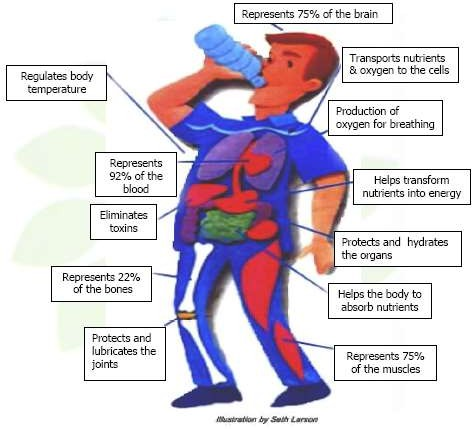 Represents 75% of the brain
Transports nutrients
& oxygen to the cells
Regulates body
temperature
Production of
oxygen for breathing
Represents
92% of the
blood
Helps transform
nutrients into energy
Eliminates
toxins
Protects and hydrates
the organs
Represents 22%
of the bones
Helps the body to
absorb nutrients
Protects and
lubricates the
joints
Represents 75%
of the muscles
Illustration by Seth Larson